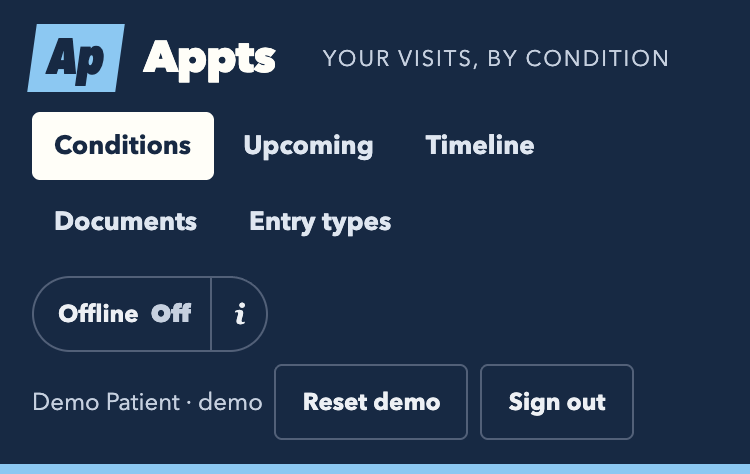 Ap Appts YOUR VISITS, BY CONDITION
Conditions Upcoming Timeline
Documents Entry types
Offline Off i
Demo Patient · demo Reset demo Sign out